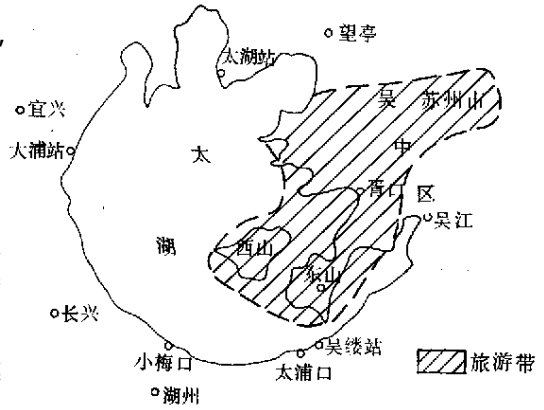 望亭
太湖站
吴 苏州山
宜兴
大浦站
太
中
胥口
区
吴江
湖
西山
东山
长兴
吴缕站
小梅口
太浦口
旅游带
湖州